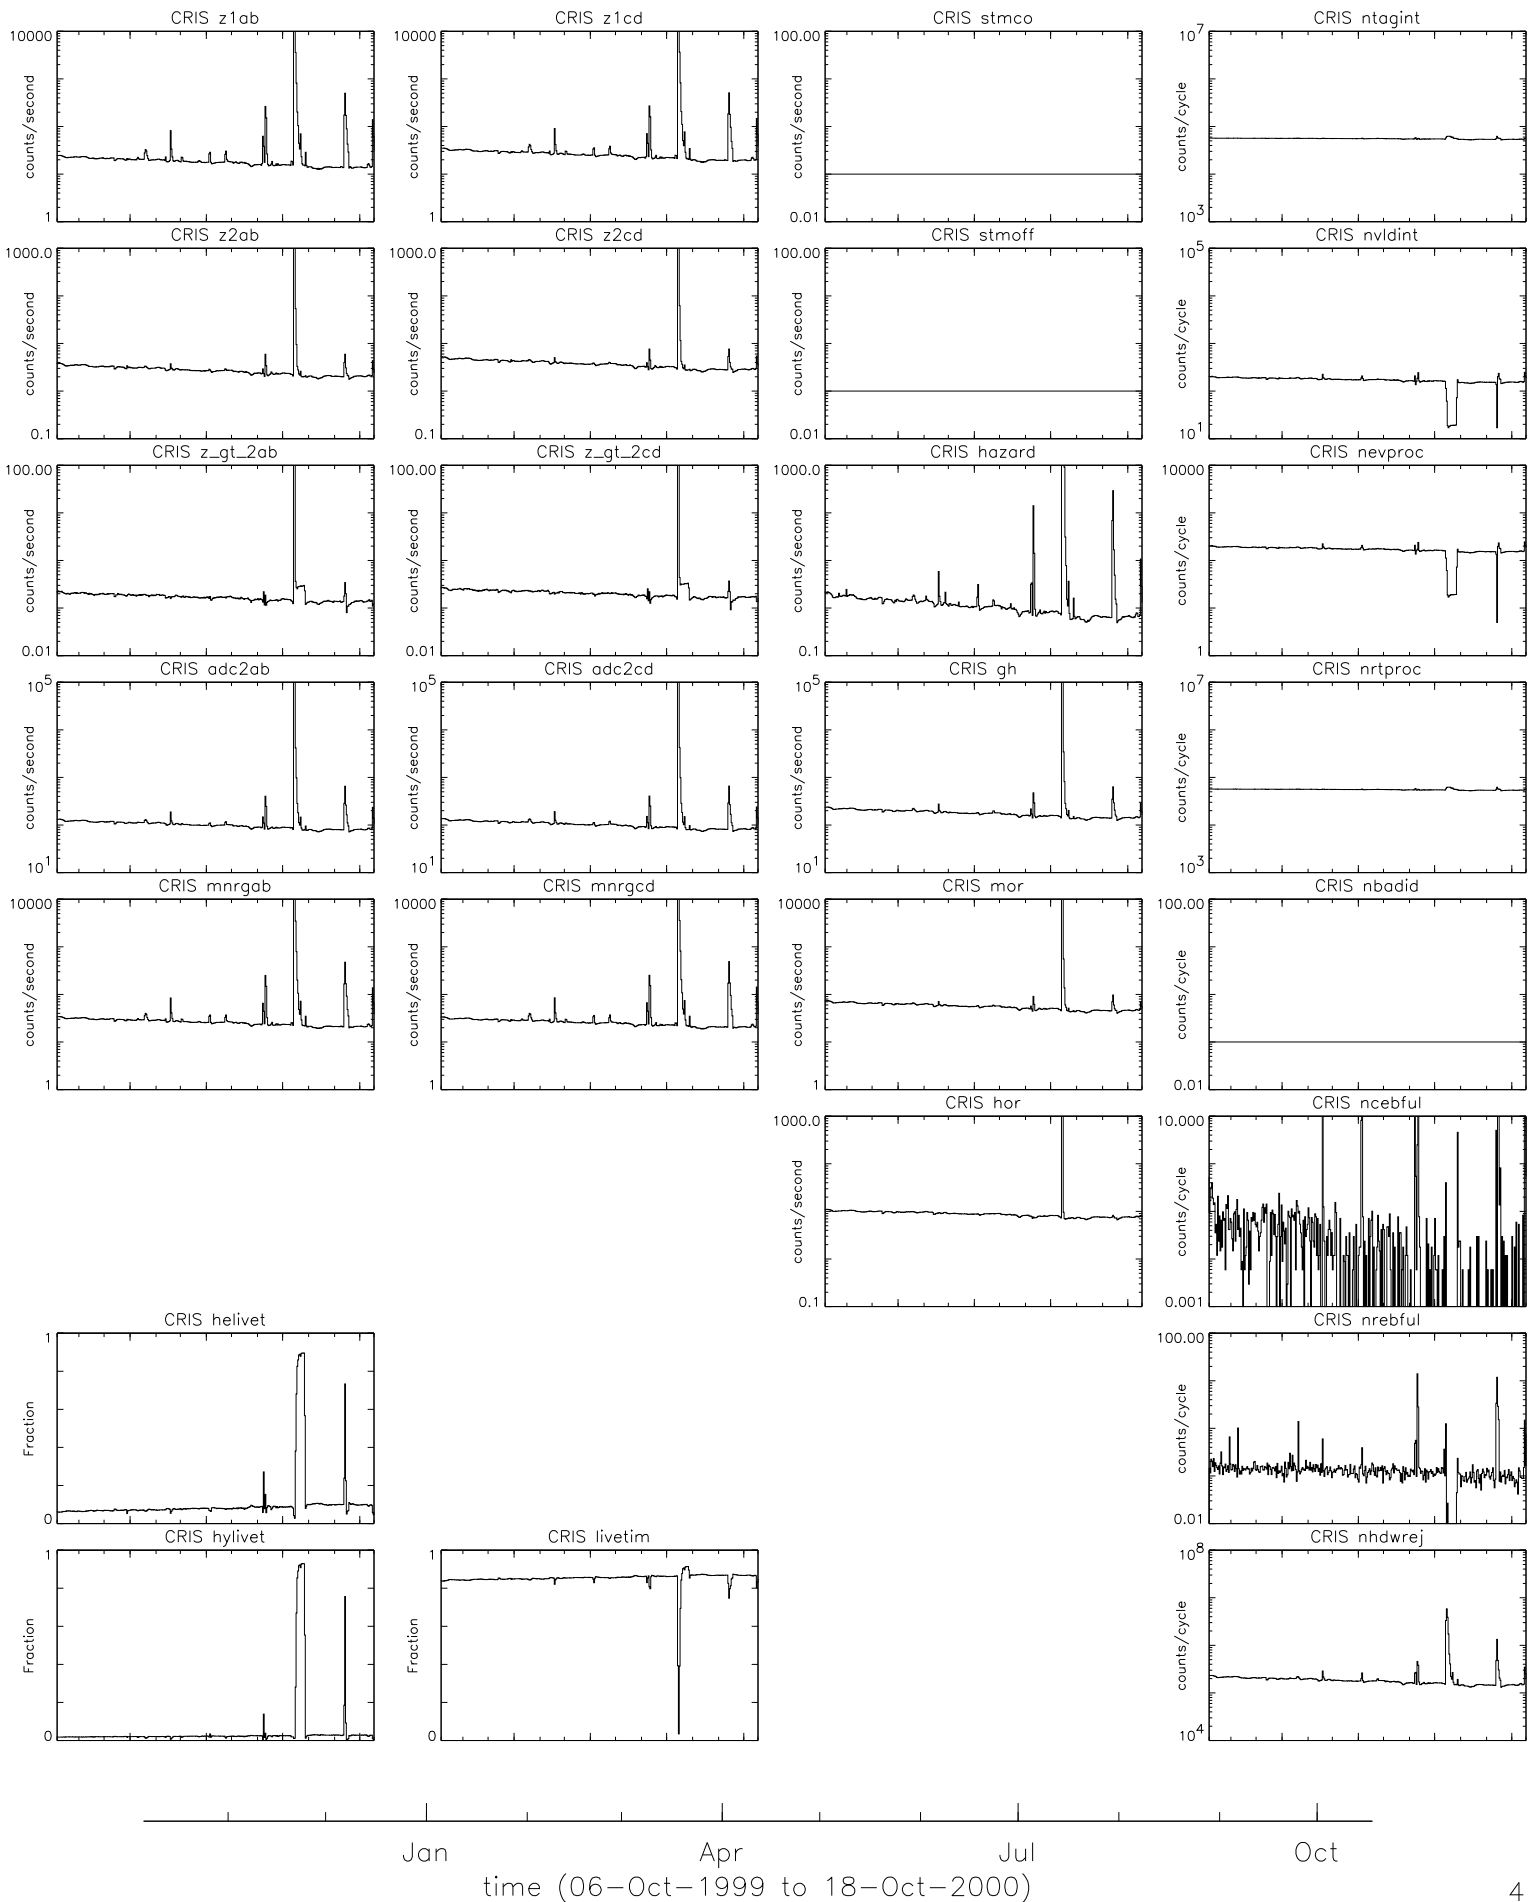 CRIS z1ab
CRIS z1cd
CRIS stmco
CRIS ntagint
10000
1
counts/second
10000
1
counts/second
100.00
0.01
counts/second
10^7
10^3
counts/cycle
CRIS z2ab
CRIS z2cd
CRIS stmoff
CRIS nvldint
1000.0
0.1
counts/second
1000.0
0.1
counts/second
100.00
0.01
counts/second
10^5
10^1
counts/cycle
CRIS z_gt_2ab
CRIS z_gt_2cd
CRIS hazard
CRIS nevproc
100.00
0.01
counts/second
100.00
0.01
counts/second
1000.0
0.1
counts/second
10000
1
counts/cycle
CRIS adc2ab
CRIS adc2cd
CRIS gh
CRIS nrtproc
10^5
10^1
counts/second
10^5
10^1
counts/second
10^5
10^1
counts/second
10^7
10^3
counts/cycle
CRIS mnrgab
CRIS mnrgcd
CRIS mor
CRIS nbadid
10000
1
counts/second
10000
1
counts/second
10000
1
counts/second
100.00
0.01
counts/cycle
CRIS hor
CRIS ncebful
1000.0
0.1
counts/second
10.000
0.001
counts/cycle
CRIS helivet
CRIS nrebful
1
0
Fraction
100.00
0.01
counts/cycle
CRIS hylivet
CRIS livetim
CRIS nhdwrej
1
0
Fraction
1
0
Fraction
10^8
10^4
counts/cycle
Jan
Apr
Jul
Oct
time (06-Oct-1999 to 18-Oct-2000)
4